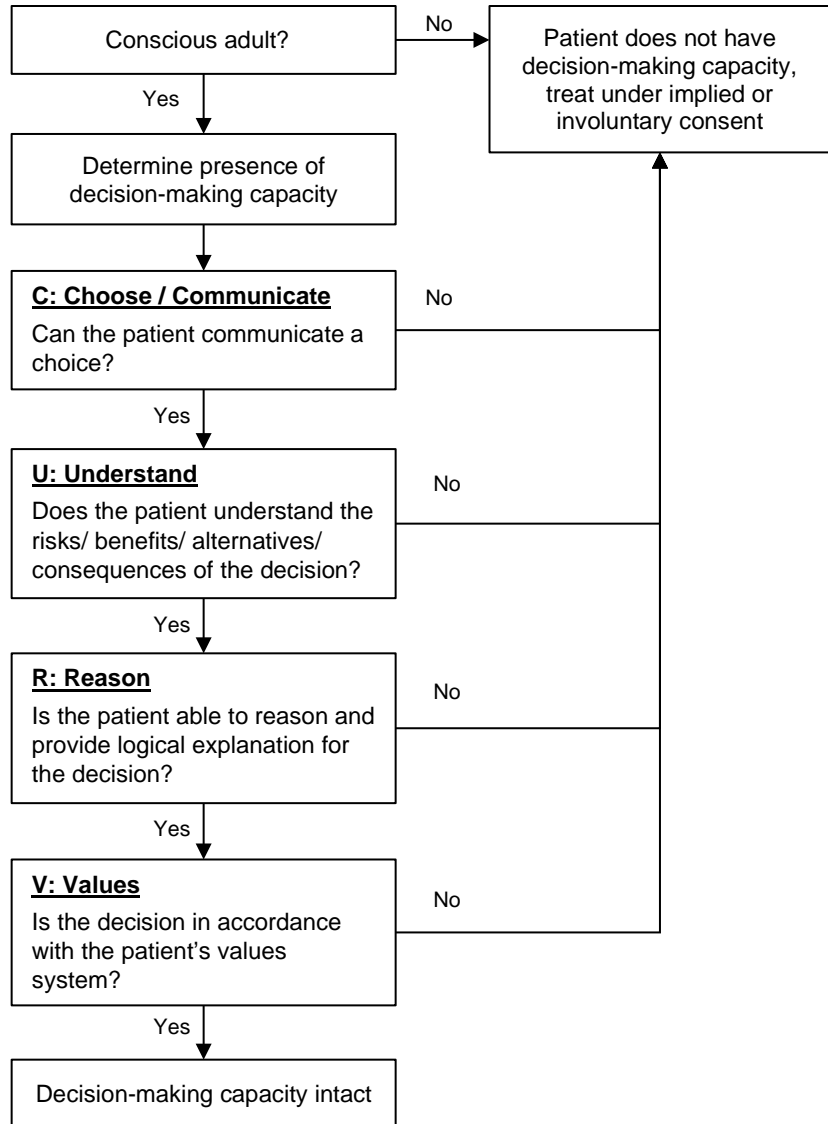 Conscious adult?
No
Patient does not have
decision-making capacity,
treat under implied or
involuntary consent
Yes
Determine presence of
decision-making capacity
C: Choose / Communicate
Can the patient communicate a
choice?
No
Yes
U: Understand
Does the patient understand the
risks/ benefits/ alternatives/
consequences of the decision?
No
Yes
R: Reason
Is the patient able to reason and
provide logical explanation for
the decision?
No
Yes
V: Values
Is the decision in accordance
with the patient’s values
system?
No
Yes
Decision-making capacity intact